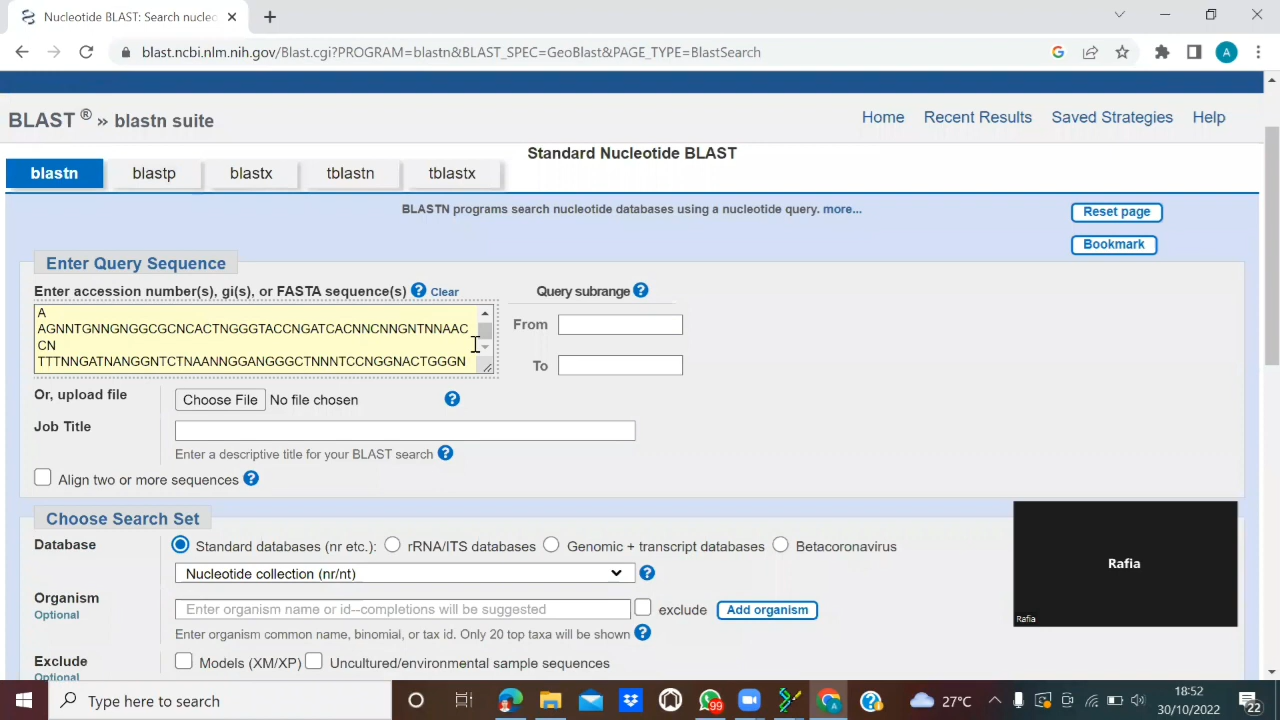 Nucleotide BLAST: Search nucleo
blast.ncbi.nlm.nih.gov/Blast.cgi?PROGRAM=blastn&BLAST_SPEC=GeoBlast&PAGE_TYPE=BlastSearch
A
BLAST ® » blastn suite
Home Recent Results Saved Strategies Help
Standard Nucleotide BLAST
blastn blastp blastx tblastn tblastx
BLASTN programs search nucleotide databases using a nucleotide query. more...
Reset page
Bookmark
Enter Query Sequence
Enter accession number(s), gi(s), or FASTA sequence(s) ? Clear
Query subrange ?
A
AGNNTGNNGNGGCGCNCACTNGGGTACCNGATCACNNCNNGNTNNAAC
CN
TTTNNGATNANGGNTCTNAANNGGANGGGCTNNNTCCNGGNACTGGGN
From
To
Or, upload file Choose File No file chosen ?
Job Title
Enter a descriptive title for your BLAST search ?
Align two or more sequences ?
Choose Search Set
Database Standard databases (nr etc.): rRNA/ITS databases Genomic + transcript databases Betacoronavirus
Nucleotide collection (nr/nt) ?
Organism
Optional
Enter organism name or id--completions will be suggested exclude Add organism
Enter organism common name, binomial, or tax id. Only 20 top taxa will be shown ?
Exclude
Optional
Models (XM/XP) Uncultured/environmental sample sequences
Rafia
Rafia
Type here to search
99
27°C
18:52
30/10/2022
22